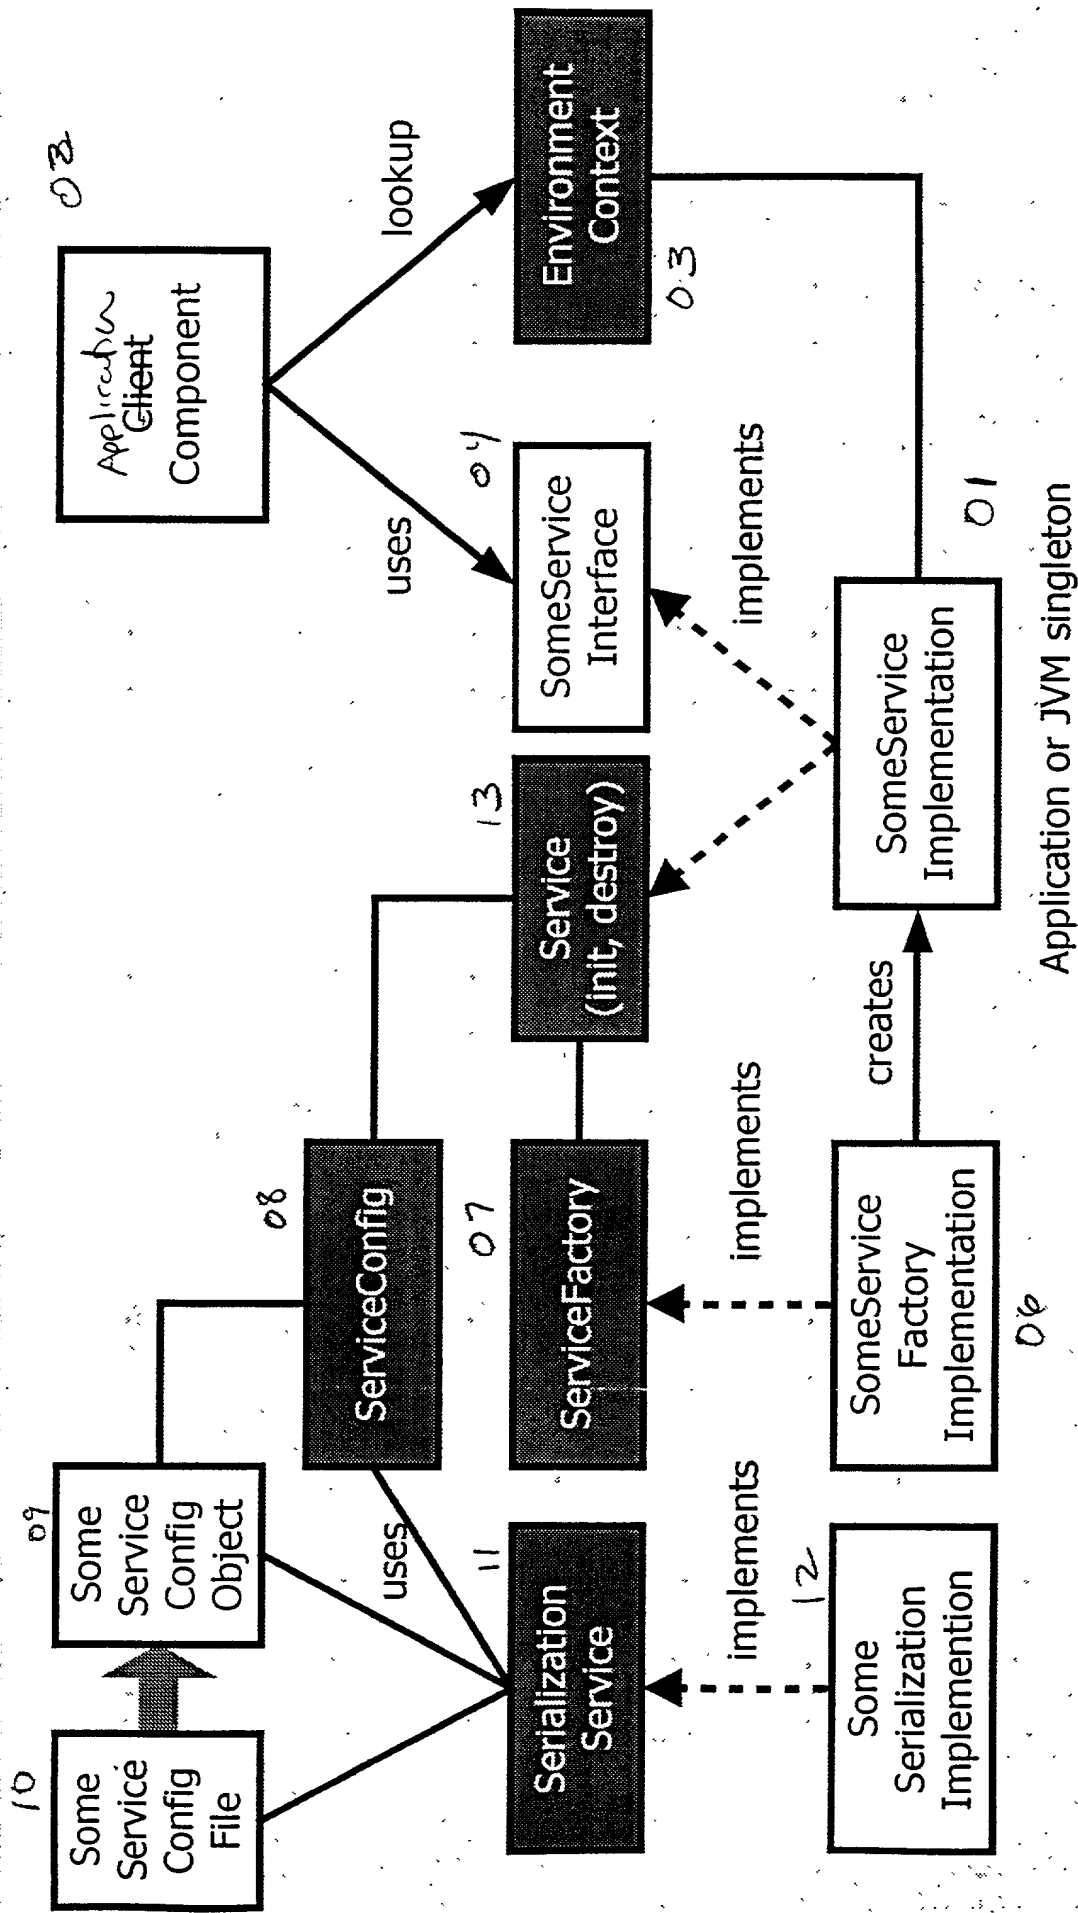 10
Some
Service
Config
File
09
Some
Service
Config
Object
03
Application
Client
Component
08
ServiceConfig
uses
uses
lookup
11
Serialization
Service
07
ServiceFactory
13
Service
(init, destroy)
04
SomeService
Interface
Environment
Context
03
implements
implements
implements
12
Some
Serialization
Implemention
SomeService
Factory
Implementation
06
creates
SomeService
Implementation
01
Application or JVM singleton